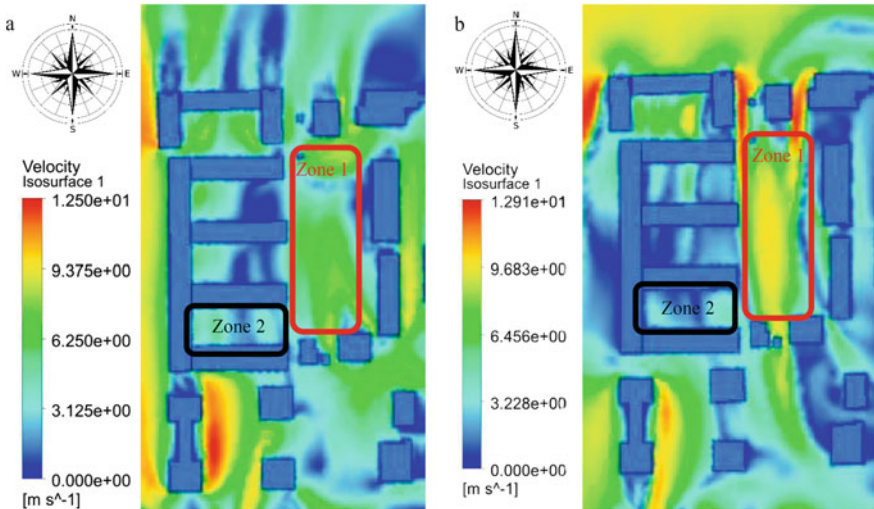 a
N
W
E
S
Velocity
Isosurface 1
1.250e+01
9.375e+00
6.250e+00
3.125e+00
0.000e+00
[m s^-1]
Zone 1
Zone 2
b
N
W
E
S
Velocity
Isosurface 1
1.291e+01
9.683e+00
6.456e+00
3.228e+00
0.000e+00
[m s^-1]
Zone 1
Zone 2